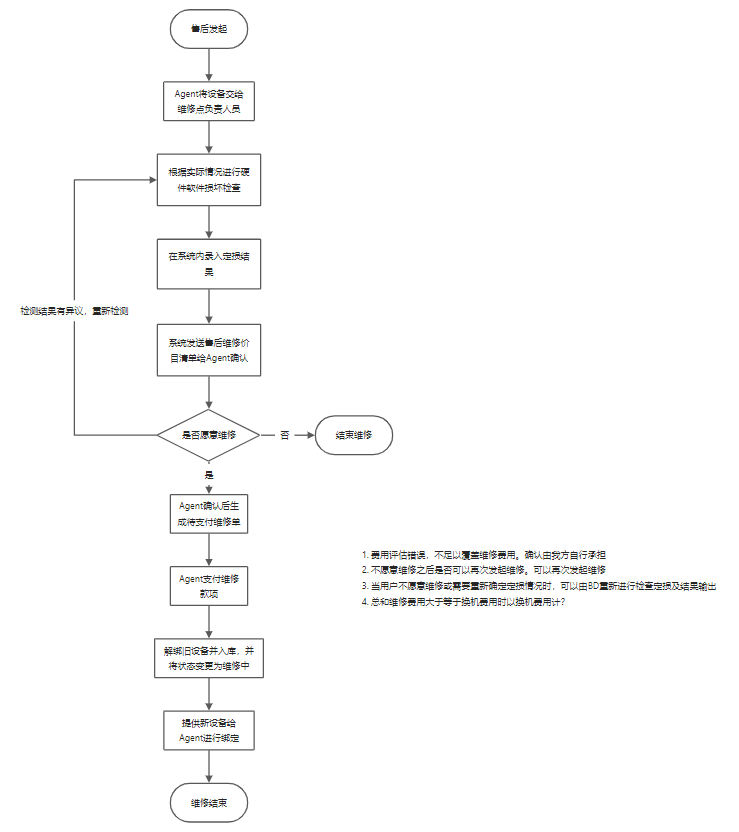 售后发起
Agent将设备交给
维修点负责人员
根据实际情况进行硬
件软件损坏检查
在系统内录入定损结
果
检测结果有异议，重新检测
系统发送售后维修价
目清单给Agent确认
是否愿意维修
否
结束维修
是
Agent确认后生
成待支付维修单
Agent支付维修
款项
解绑旧设备并入库，并
将状态变更为维修中
提供新设备给
Agent进行绑定
维修结束
1. 费用评估错误，不足以覆盖维修费用。确认由我方自行承担
2. 不愿意维修之后是否可以再次发起维修。可以再次发起维修
3. 当用户不愿意维修或需要重新确定定损情况时，可以由BD重新进行检查定损及结果输出
4. 总和维修费用大于等于换机费用时以换机费用计？